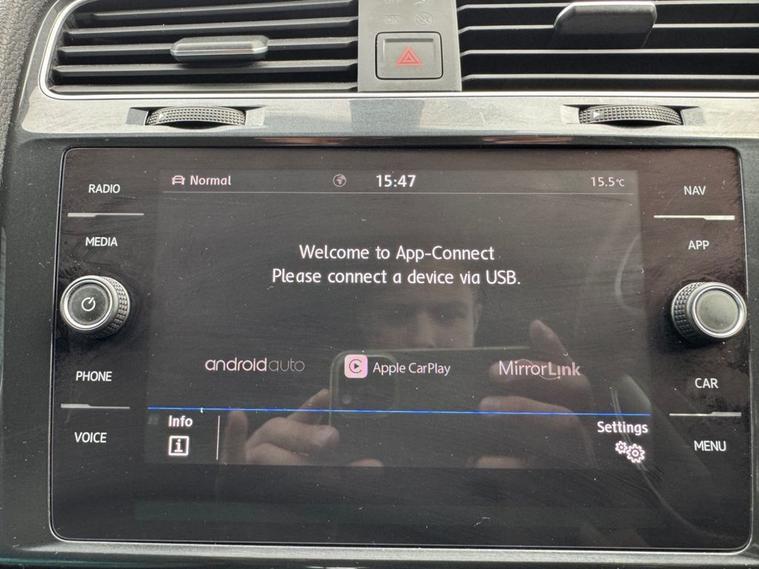 RADIO
MEDIA
PHONE
VOICE
Normal
15:47
15.5°C
Welcome to App-Connect
Please connect a device via USB.
androidauto
Apple CarPlay
MirrorLink
Info
Settings
NAV
APP
CAR
MENU